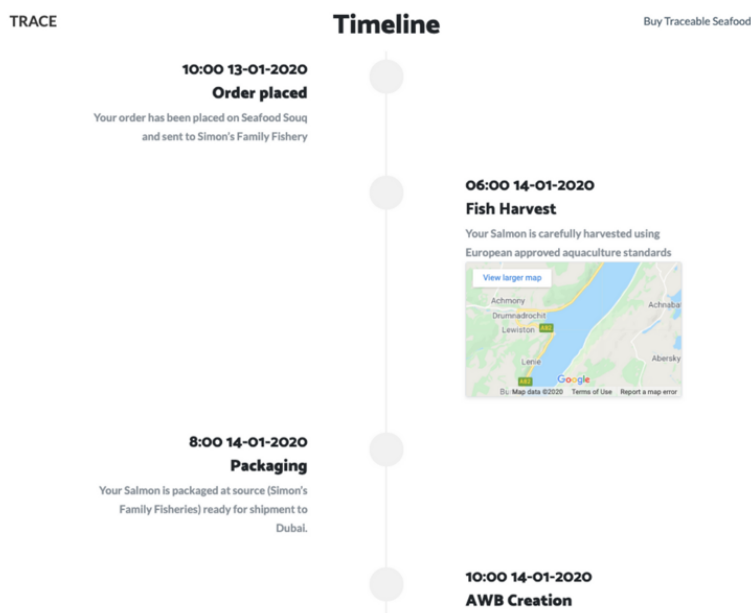 TRACE
Timeline
Buy Traceable Seafood
10:00 13-01-2020
Order placed
Your order has been placed on Seafood Souq
and sent to Simon's Family Fishery
06:00 14-01-2020
Fish Harvest
Your Salmon is carefully harvested using
European approved aquaculture standards
View larger map
Achmony
Drumnadrochit
Lewiston
A82
Achnabat
Lenie
Abersky
A82
Google
Map data ©2020 Terms of Use Report a map error
8:00 14-01-2020
Packaging
Your Salmon is packaged at source (Simon's
Family Fisheries) ready for shipment to
Dubai.
10:00 14-01-2020
AWB Creation